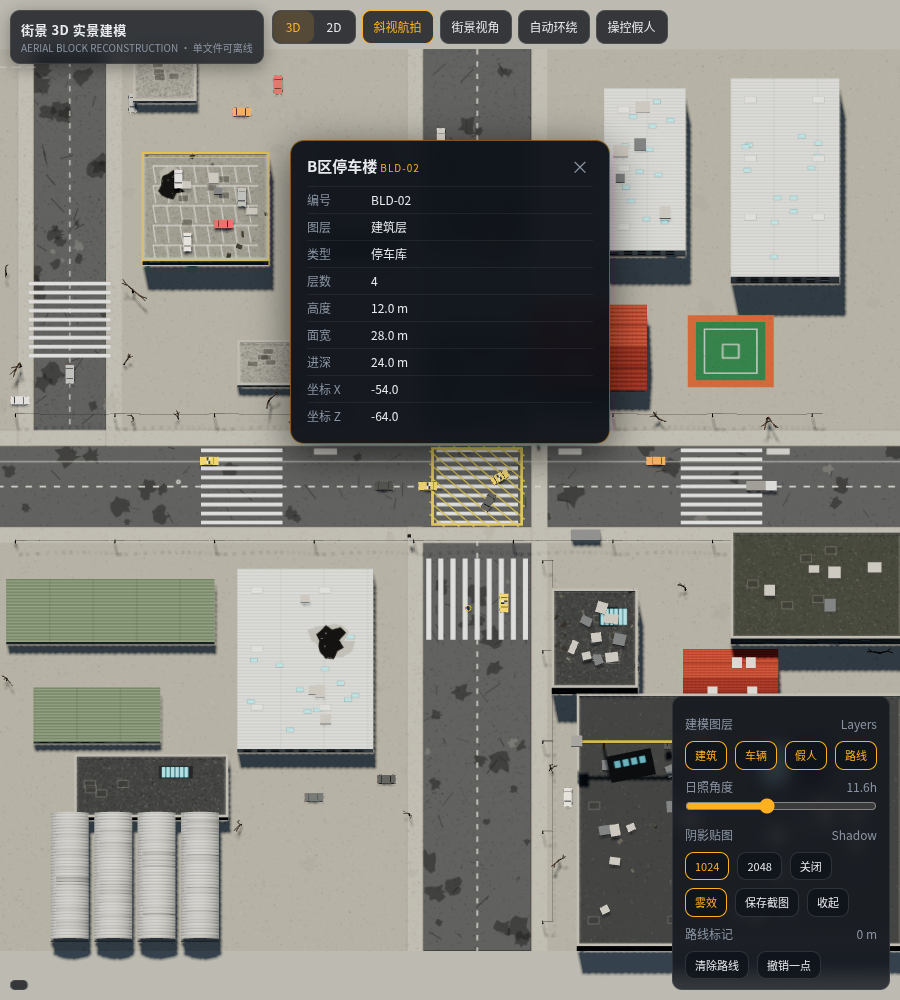 街景 3D 实景建模
AERIAL BLOCK RECONSTRUCTION · 单文件可离线
3D 2D 斜视航拍 街景视角 自动环绕 操控假人
B区停车楼 BLD-02
编号 BLD-02
图层 建筑层
类型 停车库
层数 4
高度 12.0 m
面宽 28.0 m
进深 24.0 m
坐标 X -54.0
坐标 Z -64.0
建模图层 Layers
建筑 车辆 假人 路线
日照角度 11.6h
阴影贴图 Shadow
1024 2048 关闭
雾效 保存截图 收起
路线标记 0 m
清除路线 撤销一点